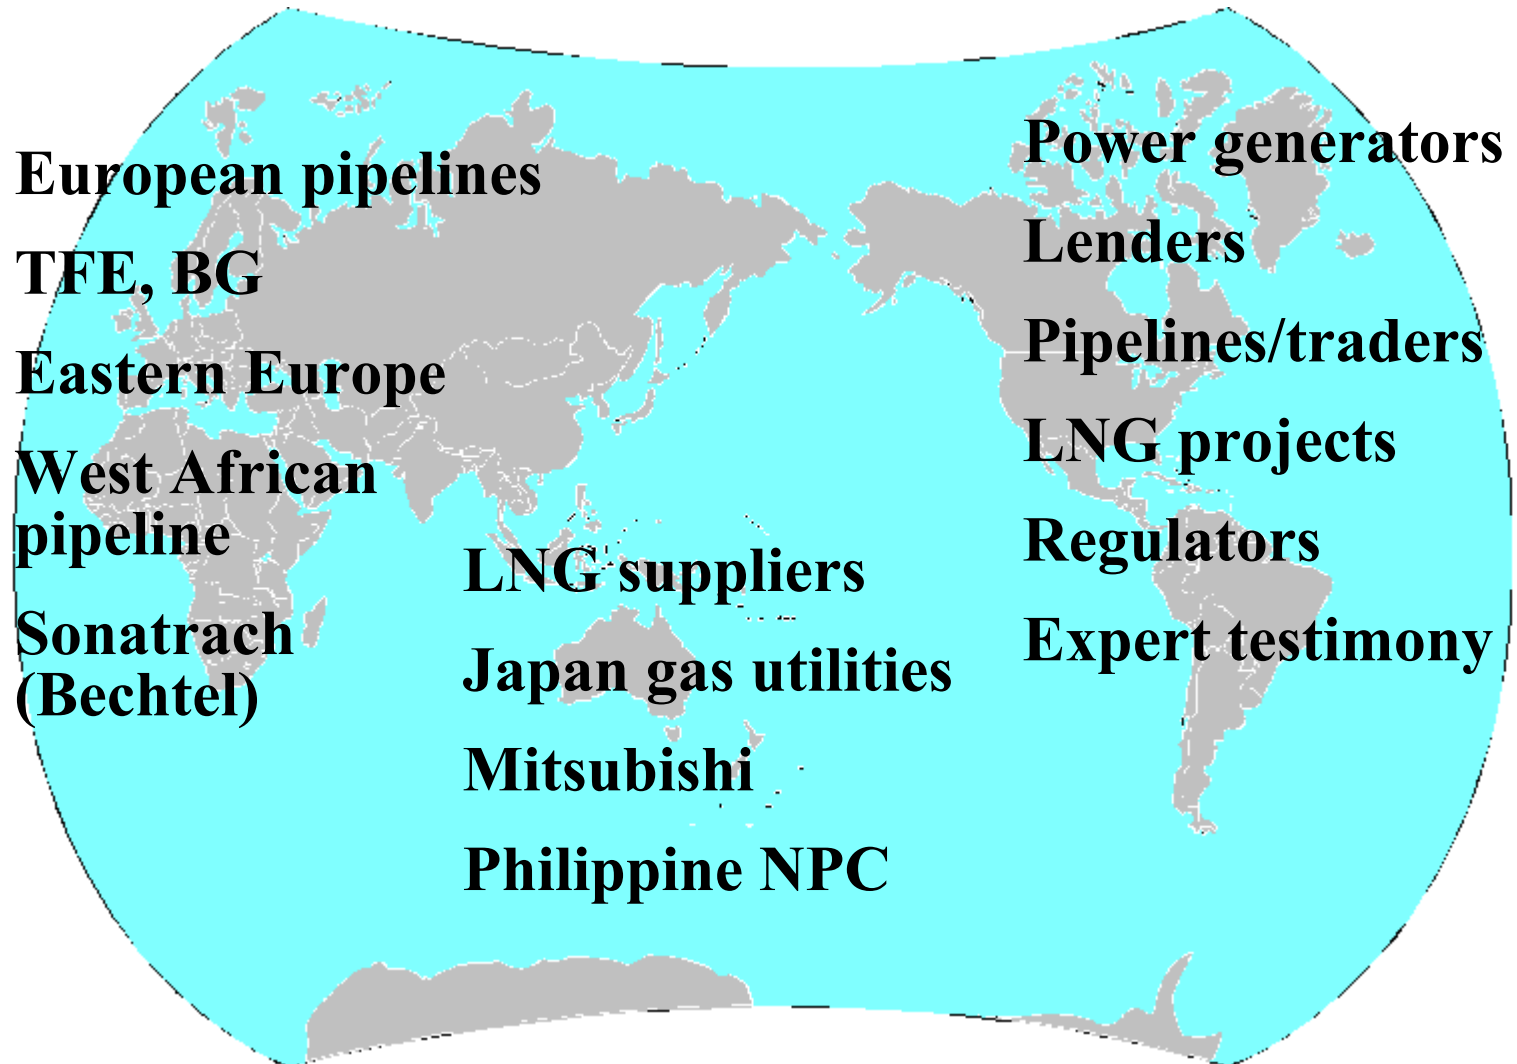 European pipelines
TFE, BG
Eastern Europe
West African
pipeline
Sonatrach
(Bechtel)
LNG suppliers
Japan gas utilities
Mitsubishi
Philippine NPC
Power generators
Lenders
Pipelines/traders
LNG projects
Regulators
Expert testimony